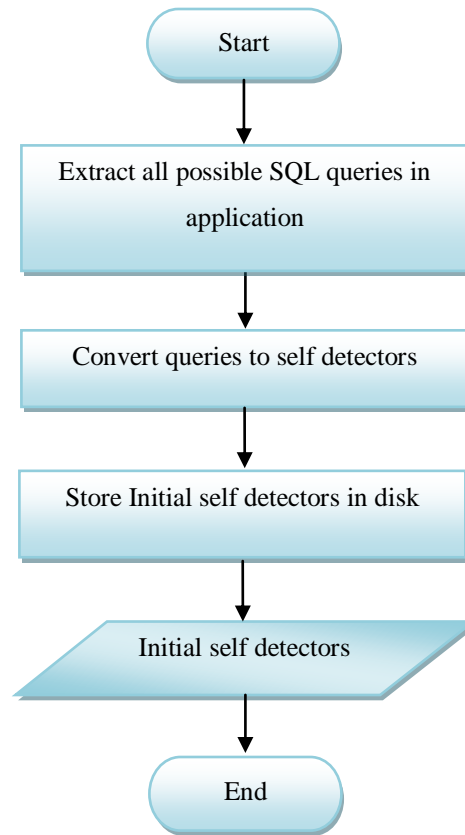 Start
Extract all possible SQL queries in
application
Convert queries to self detectors
Store Initial self detectors in disk
Initial self detectors
End